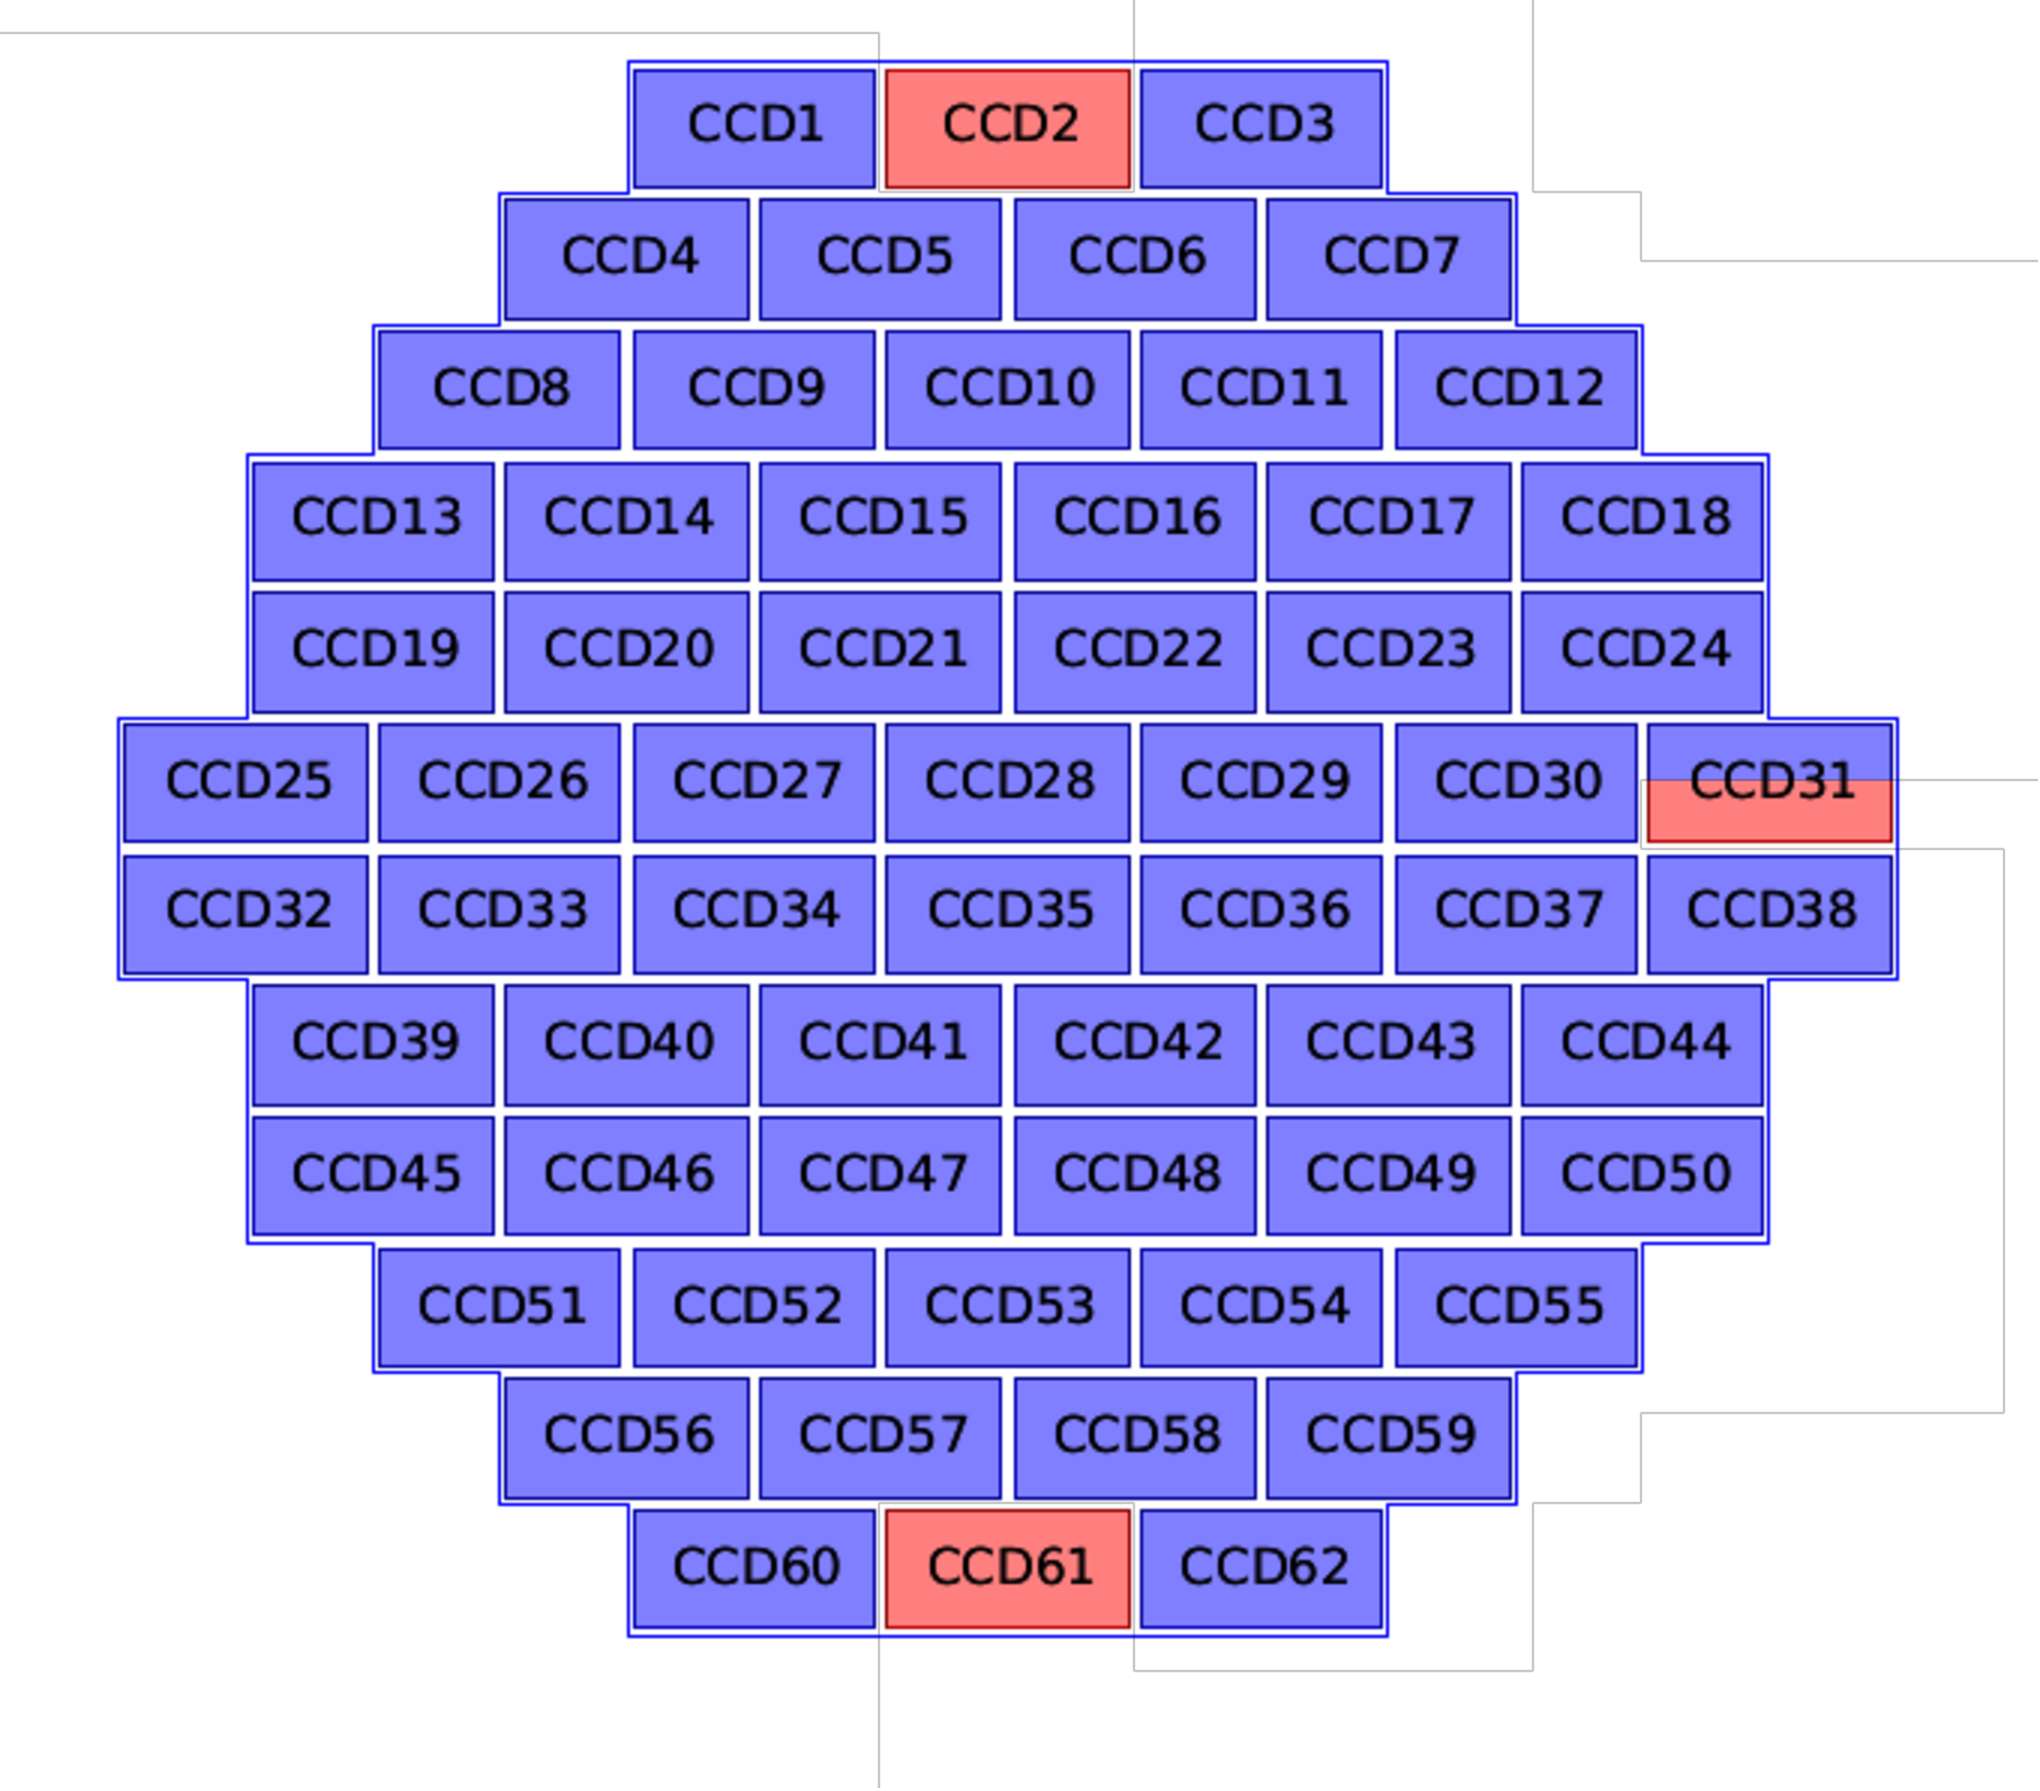 CCD1 CCD2 CCD3
CCD4 CCD5 CCD6 CCD7
CCD8 CCD9 CCD10 CCD11 CCD12
CCD13 CCD14 CCD15 CCD16 CCD17 CCD18
CCD19 CCD20 CCD21 CCD22 CCD23 CCD24
CCD25 CCD26 CCD27 CCD28 CCD29 CCD30 CCD31
CCD32 CCD33 CCD34 CCD35 CCD36 CCD37 CCD38
CCD39 CCD40 CCD41 CCD42 CCD43 CCD44
CCD45 CCD46 CCD47 CCD48 CCD49 CCD50
CCD51 CCD52 CCD53 CCD54 CCD55
CCD56 CCD57 CCD58 CCD59
CCD60 CCD61 CCD62